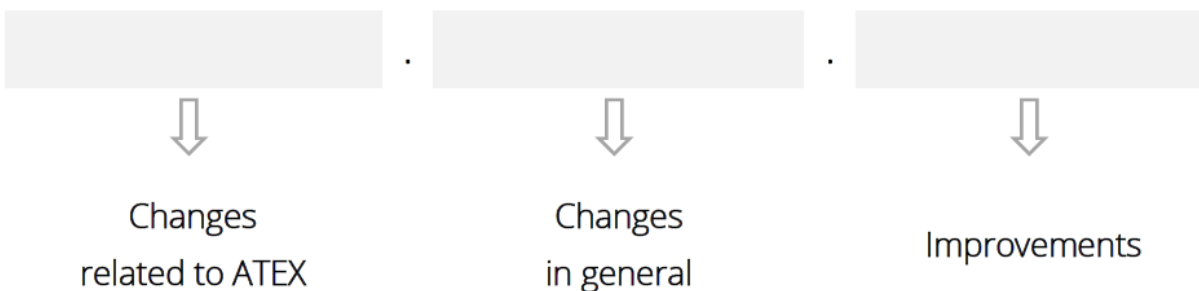 . .
Changes
related to ATEX
Changes
in general
Improvements